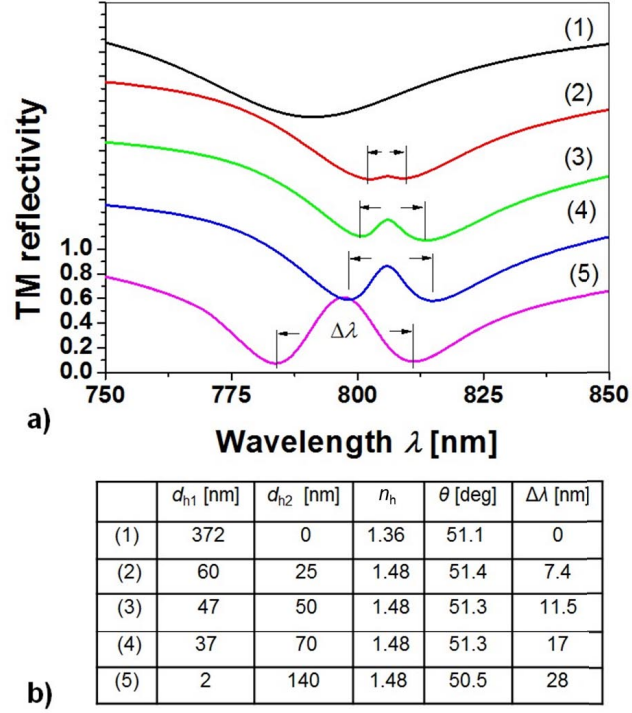 (1)
(2)
(3)
(4)
(5)
TM reflectivity
1.0
0.8
0.6
0.4
0.2
0.0
Δλ
750 775 800 825 850
a)
Wavelength λ [nm]
d_h1 [nm] d_h2 [nm] n_h θ [deg] Δλ [nm]
(1) 372 0 1.36 51.1 0
(2) 60 25 1.48 51.4 7.4
(3) 47 50 1.48 51.3 11.5
(4) 37 70 1.48 51.3 17
(5) 2 140 1.48 50.5 28
b)